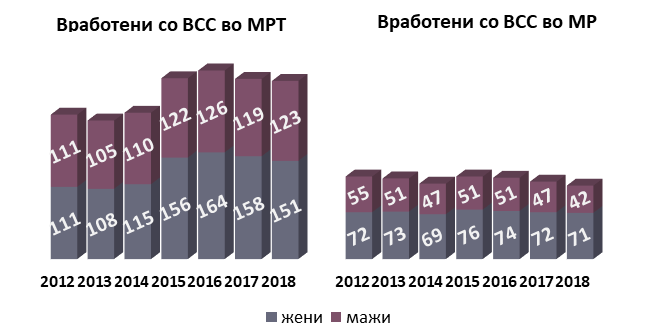 Вработени со ВСС во МРТ
111 105 110 122 126 119 123
111 108 115 156 164 158 151
2012 2013 2014 2015 2016 2017 2018
Вработени со ВСС во МР
55 51 47 51 51 47 42
72 73 69 76 74 72 71
2012 2013 2014 2015 2016 2017 2018
жени мажи